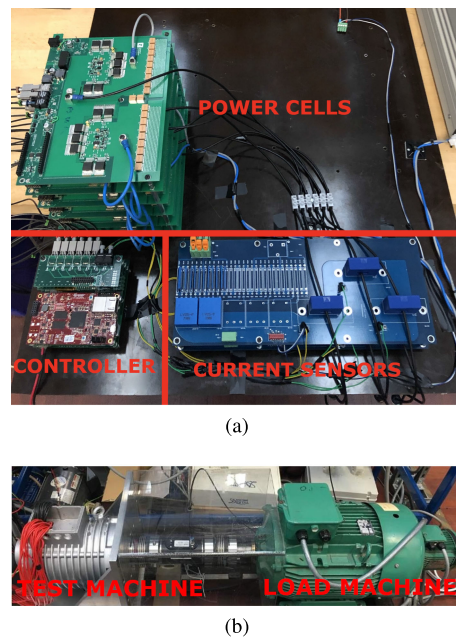 POWER CELLS
CONTROLLER
CURRENT SENSORS
(a)
TEST MACHINE
LOAD MACHINE
(b)